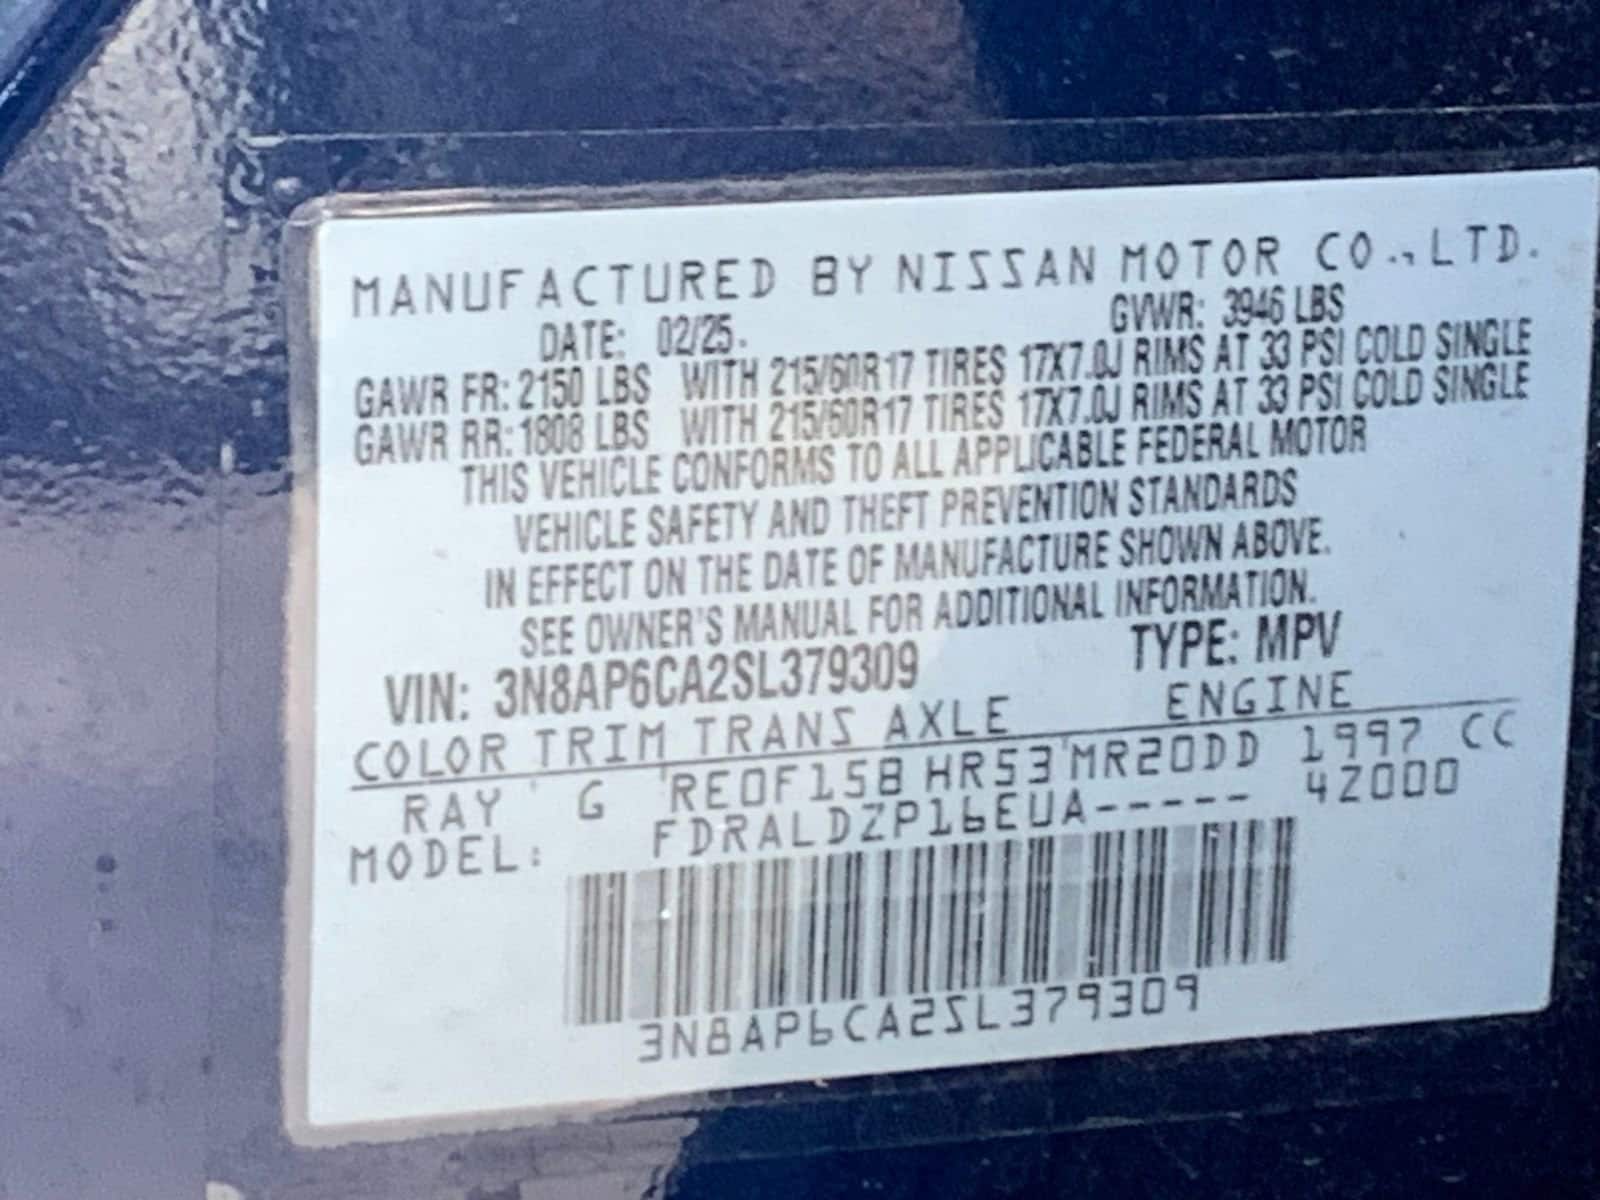 MANUFACTURED BY NISSAN MOTOR CO., LTD.
DATE: 02/25. GVWR: 3946 LBS
GAWR FR: 2150 LBS WITH 215/60R17 TIRES 17X7.0J RIMS AT 33 PSI COLD SINGLE
GAWR RR: 1808 LBS WITH 215/60R17 TIRES 17X7.0J RIMS AT 33 PSI COLD SINGLE
THIS VEHICLE CONFORMS TO ALL APPLICABLE FEDERAL MOTOR
VEHICLE SAFETY AND THEFT PREVENTION STANDARDS
IN EFFECT ON THE DATE OF MANUFACTURE SHOWN ABOVE.
SEE OWNER'S MANUAL FOR ADDITIONAL INFORMATION.
VIN: 3N8AP6CA2SL379309 TYPE: MPV
COLOR TRIM TRANS AXLE ENGINE
RAY G RE0F15B HR53 MR20DD 1997 CC
MODEL: FDRALDZP16EUA----- 42000
3N8AP6CA2SL379309